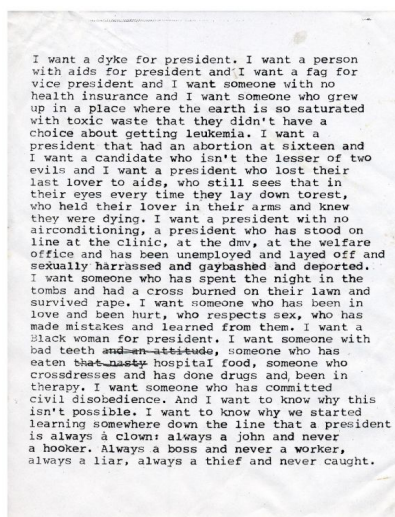 I want a dyke for president. I want a person
with aids for president and I want a fag for
vice president and I want someone with no
health insurance and I want someone who grew
up in a place where the earth is so saturated
with toxic waste that they didn't have a
choice about getting leukemia. I want a
president that had an abortion at sixteen and
I want a candidate who isn't the lesser of two
evils and I want a president who lost their
last lover to aids, who still sees that in
their eyes every time they lay down torest,
who held their lover in their arms and knew
they were dying. I want a president with no
airconditioning, a president who has stood on
line at the clinic, at the dmv, at the welfare
office and has been unemployed and layed off and
sexually harrassed and gaybashed and deported.
I want someone who has spent the night in the
tombs and had a cross burned on their lawn and
survived rape. I want someone who has been in
love and been hurt, who respects sex, who has
made mistakes and learned from them. I want a
Black woman for president. I want someone with
bad teeth and an attitude, someone who has
eaten that nasty hospital food, someone who
crossdresses and has done drugs and been in
therapy. I want someone who has committed
civil disobedience. And I want to know why this
isn't possible. I want to know why we started
learning somewhere down the line that a president
is always a clown: always a john and never
a hooker. Always a boss and never a worker,
always a liar, always a thief and never caught.